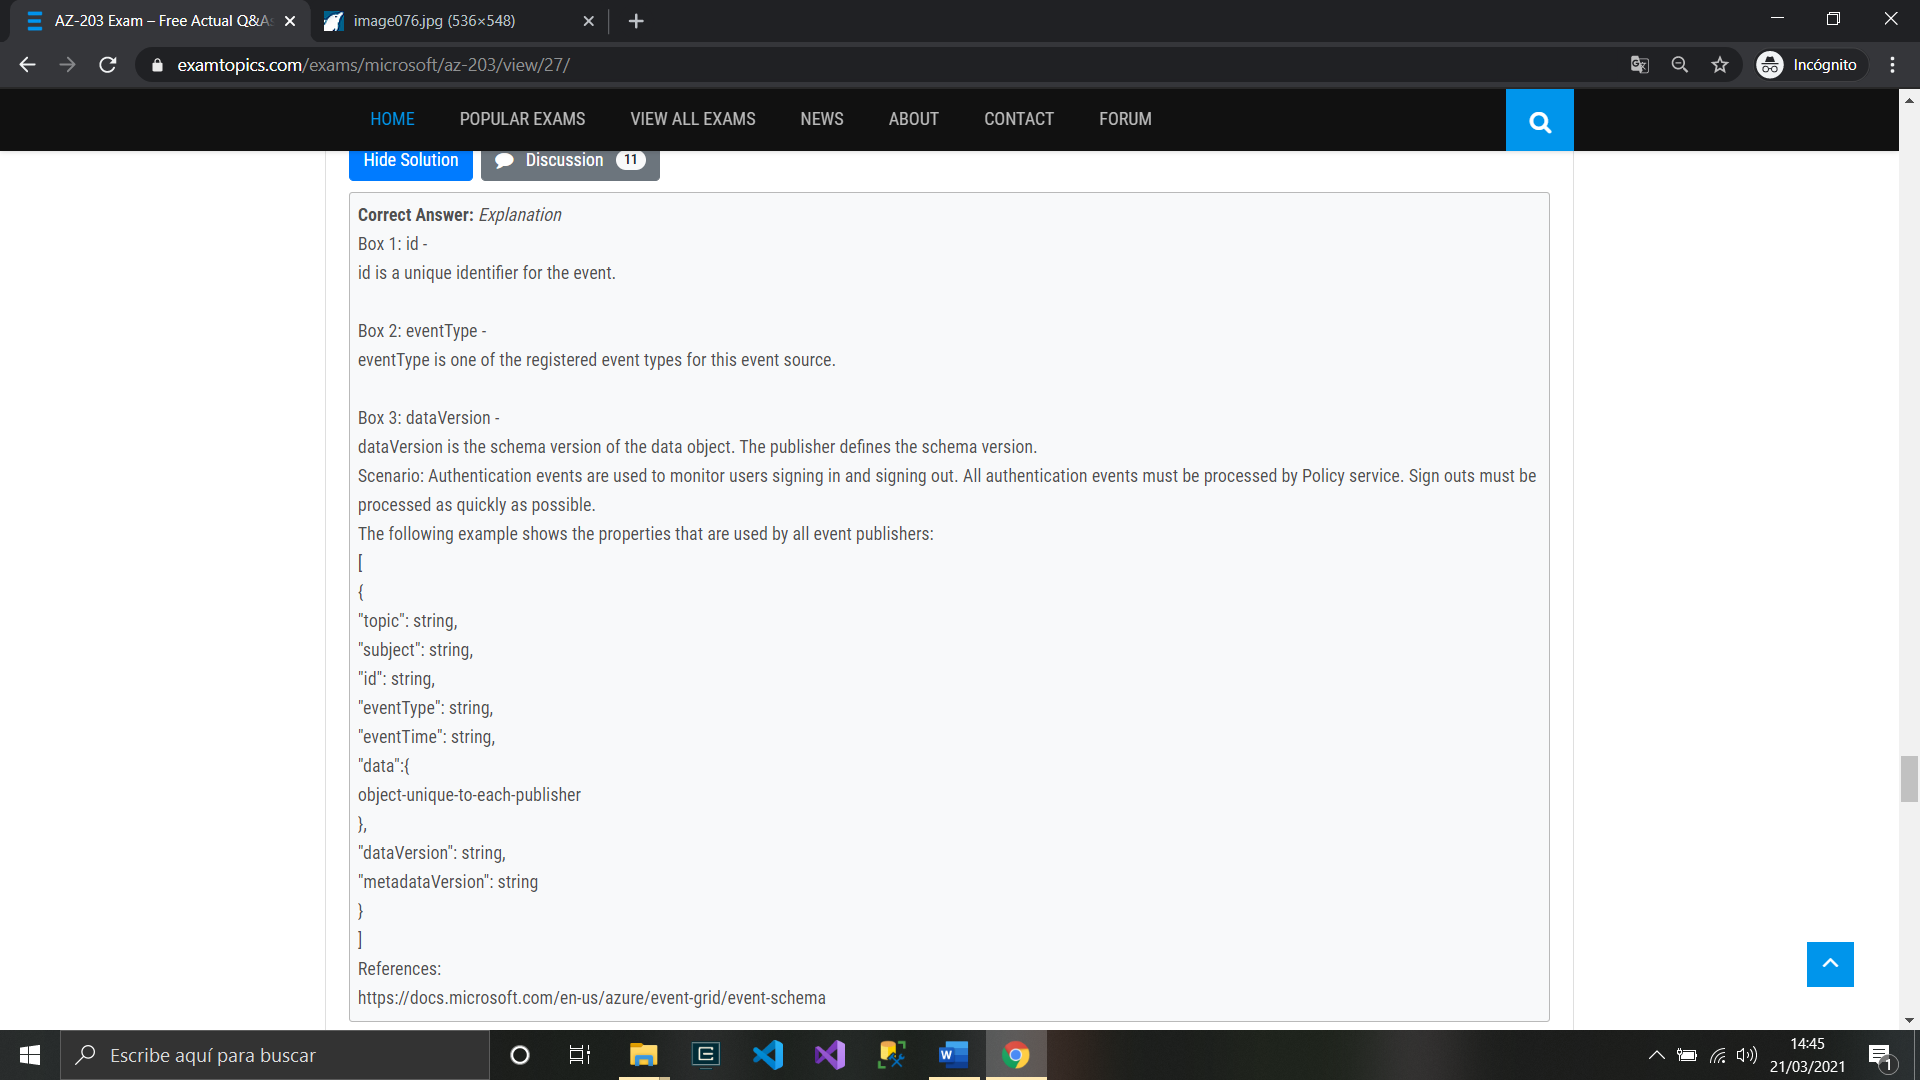 AZ-203 Exam – Free Actual Q&As
image076.jpg (536×548)
examtopics.com/exams/microsoft/az-203/view/27/
Incógnito
HOME POPULAR EXAMS VIEW ALL EXAMS NEWS ABOUT CONTACT FORUM
Hide Solution Discussion 11
Correct Answer: Explanation
Box 1: id -
id is a unique identifier for the event.
Box 2: eventType -
eventType is one of the registered event types for this event source.
Box 3: dataVersion -
dataVersion is the schema version of the data object. The publisher defines the schema version.
Scenario: Authentication events are used to monitor users signing in and signing out. All authentication events must be processed by Policy service. Sign outs must be
processed as quickly as possible.
The following example shows the properties that are used by all event publishers:
[
{
"topic": string,
"subject": string,
"id": string,
"eventType": string,
"eventTime": string,
"data":{
object-unique-to-each-publisher
},
"dataVersion": string,
"metadataVersion": string
}
]
References:
https://docs.microsoft.com/en-us/azure/event-grid/event-schema
Escribe aquí para buscar
14:45
21/03/2021
1